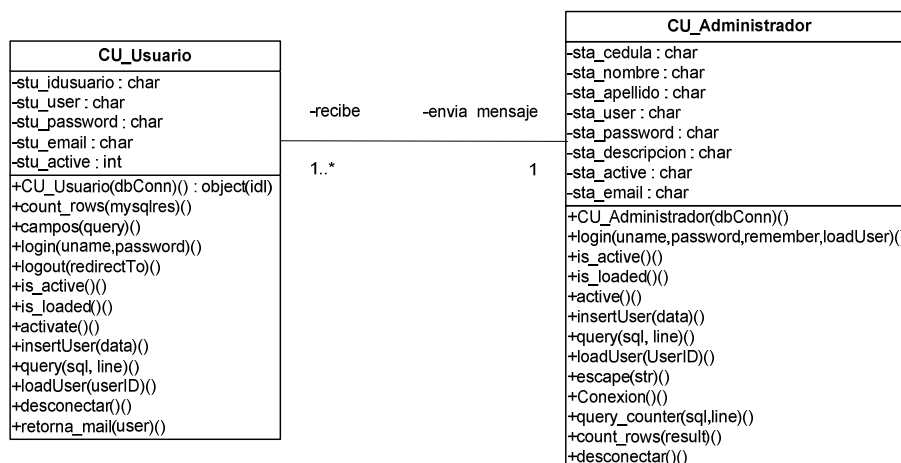 CU_Usuario
-stu_idusuario : char
-stu_user : char
-stu_password : char
-stu_email : char
-stu_active : int
+CU_Usuario(dbConn)() : object(idl)
+count_rows(mysqlres)()
+campos(query)()
+login(uname,password)()
+logout(redirectTo)()
+is_active()()
+is_loaded()()
+activate()()
+insertUser(data)()
+query(sql, line)()
+loadUser(userID)()
+desconectar()()
+retorna_mail(user)()
-recibe
-envia mensaje
1..*
1
CU_Administrador
-sta_cedula : char
-sta_nombre : char
-sta_apellido : char
-sta_user : char
-sta_password : char
-sta_descripcion : char
-sta_active : char
-sta_email : char
+CU_Administrador(dbConn)()
+login(uname,password,remember,loadUser)()
+is_active()()
+is_loaded()()
+active()()
+insertUser(data)()
+query(sql, line)()
+loadUser(UserID)()
+escape(str)()
+Conexion()()
+query_counter(sql,line)()
+count_rows(result)()
+desconectar()()